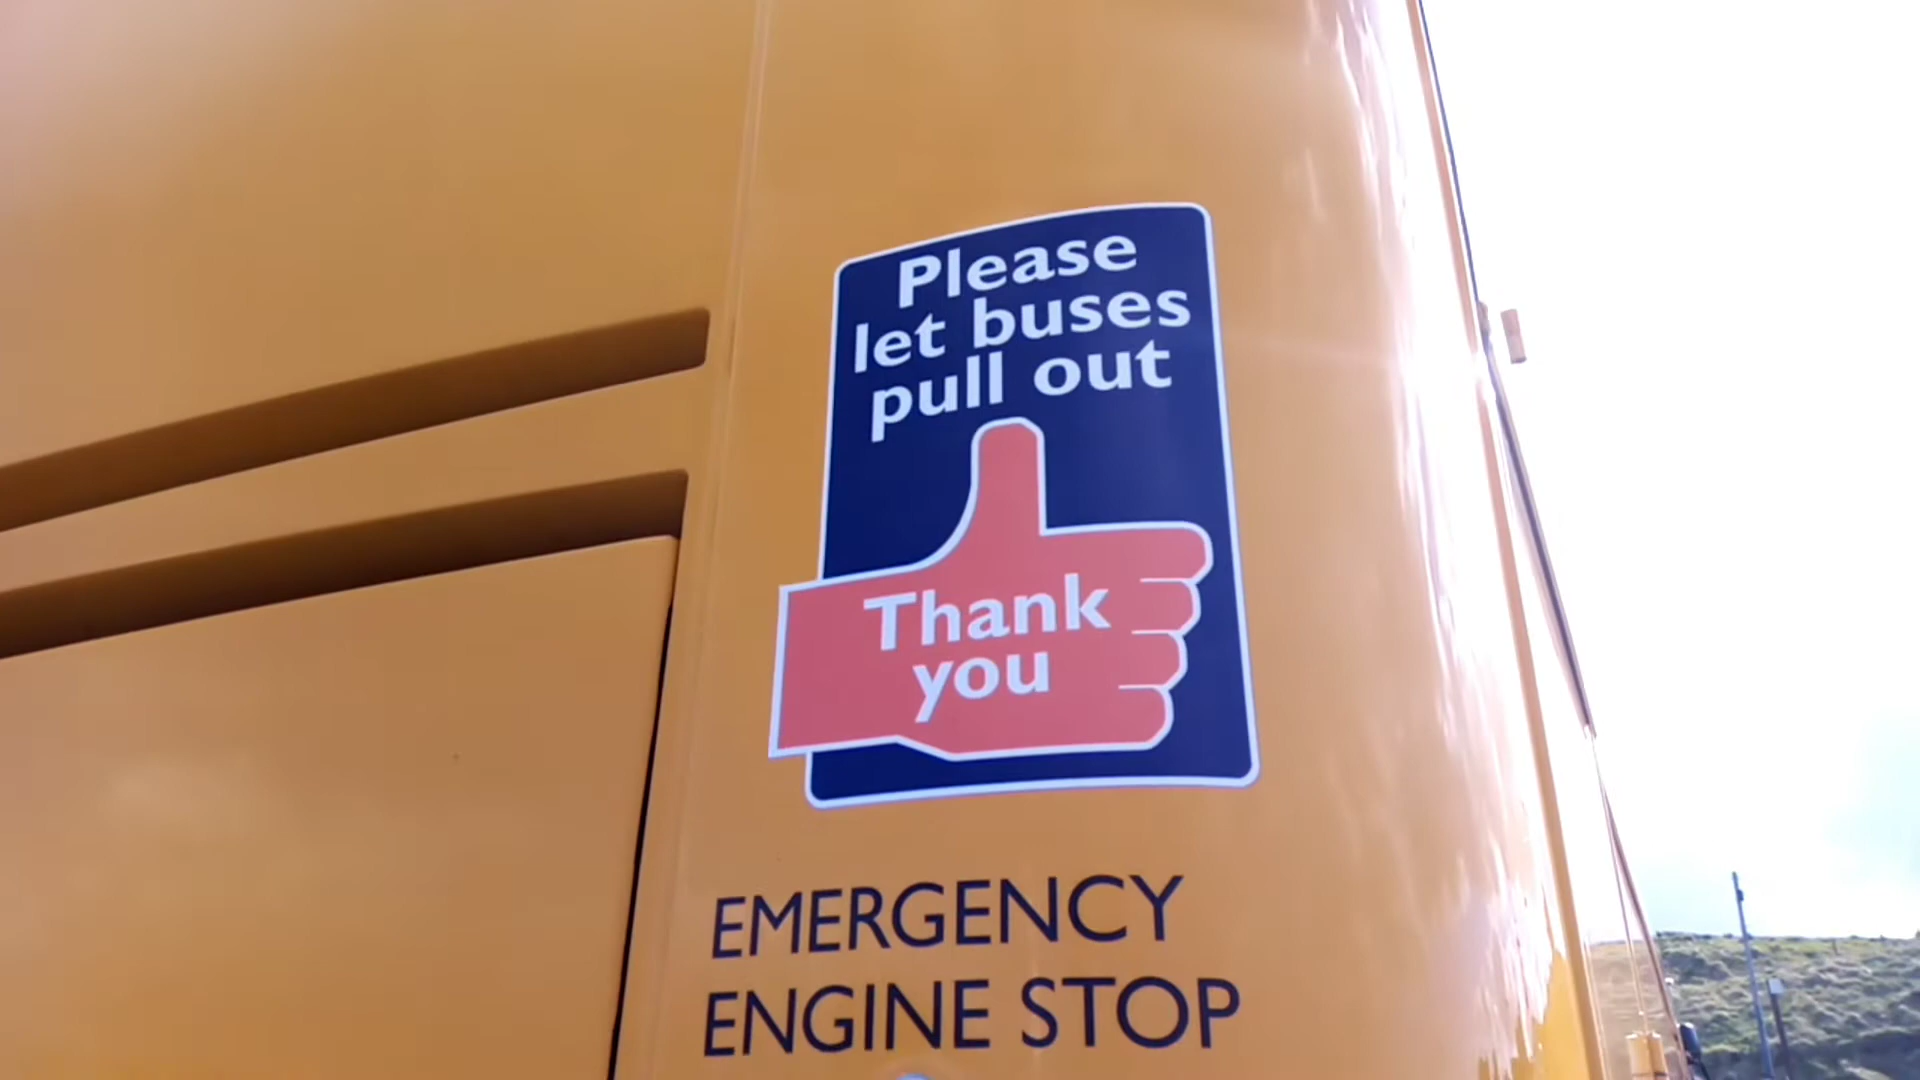 Please
let buses
pull out
Thank
you
EMERGENCY
ENGINE STOP